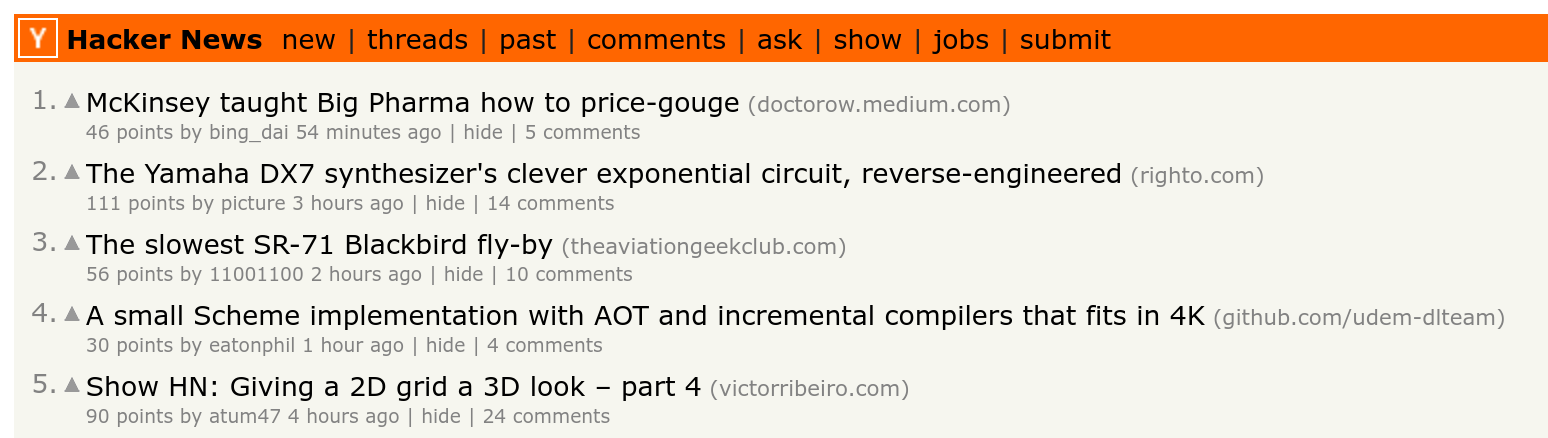 Y Hacker News new | threads | past | comments | ask | show | jobs | submit
1. ▲ McKinsey taught Big Pharma how to price-gouge (doctorow.medium.com)
46 points by bing_dai 54 minutes ago | hide | 5 comments
2. ▲ The Yamaha DX7 synthesizer's clever exponential circuit, reverse-engineered (righto.com)
111 points by picture 3 hours ago | hide | 14 comments
3. ▲ The slowest SR-71 Blackbird fly-by (theaviationgeekclub.com)
56 points by 11001100 2 hours ago | hide | 10 comments
4. ▲ A small Scheme implementation with AOT and incremental compilers that fits in 4K (github.com/udem-dlteam)
30 points by eatonphil 1 hour ago | hide | 4 comments
5. ▲ Show HN: Giving a 2D grid a 3D look – part 4 (victorribeiro.com)
90 points by atum47 4 hours ago | hide | 24 comments